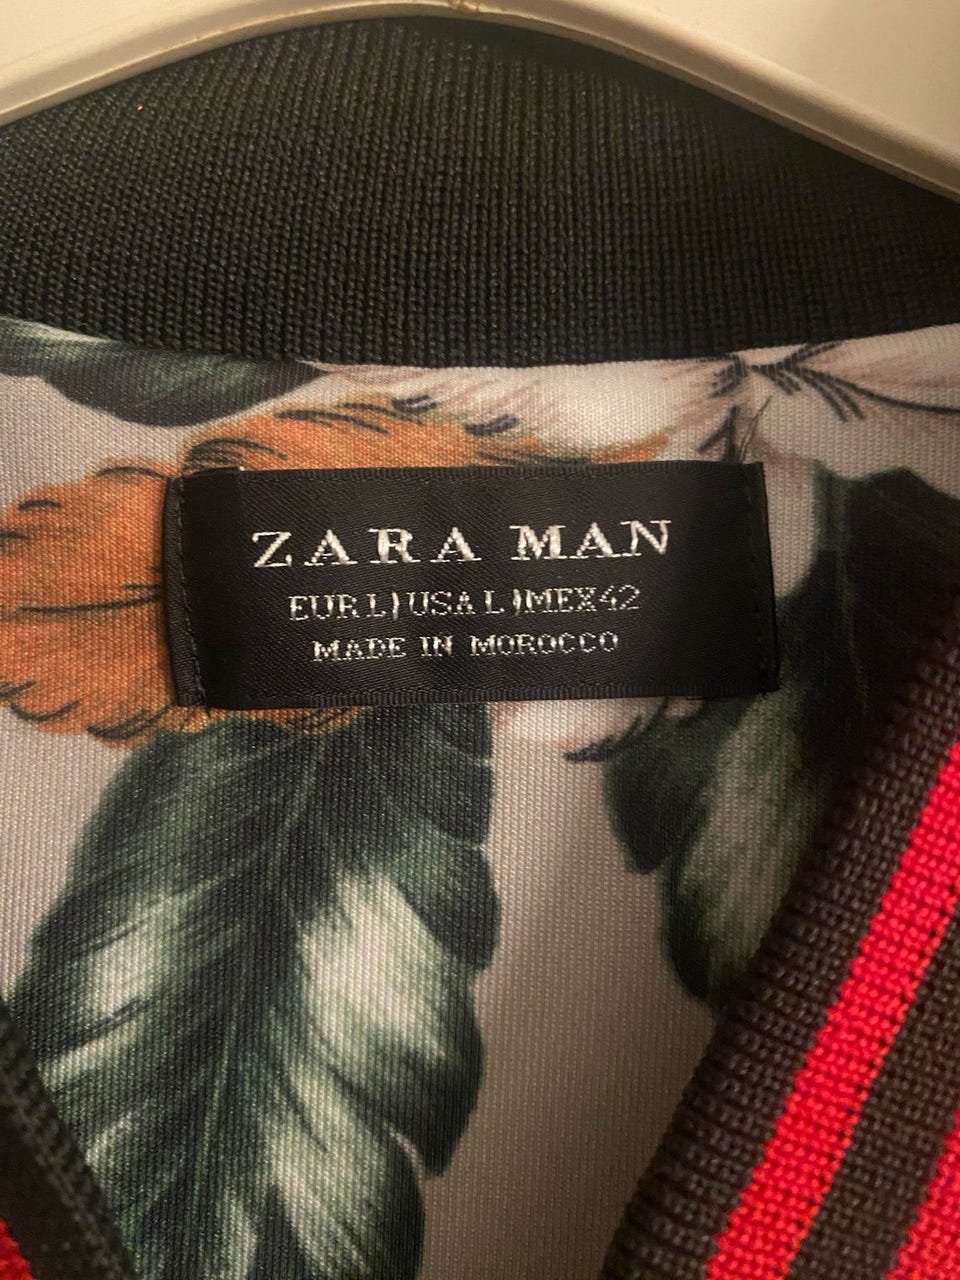 ZARA MAN
EUR L | USA L | MEX 42
MADE IN MOROCCO